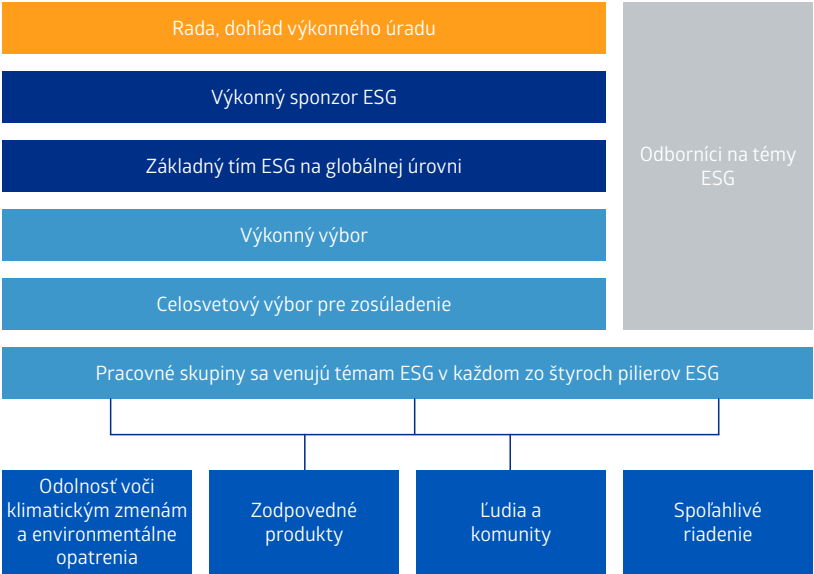 Rada, dohľad výkonného úradu
Výkonný sponzor ESG
Základný tím ESG na globálnej úrovni
Výkonný výbor
Celosvetový výbor pre zosúladenie
Odborníci na témy
ESG
Pracovné skupiny sa venujú témam ESG v každom zo štyroch pilierov ESG
Odolnosť voči
klimatickým zmenám
a environmentálne
opatrenia
Zodpovedné
produkty
Ľudia a
komunity
Spoľahlivé
riadenie